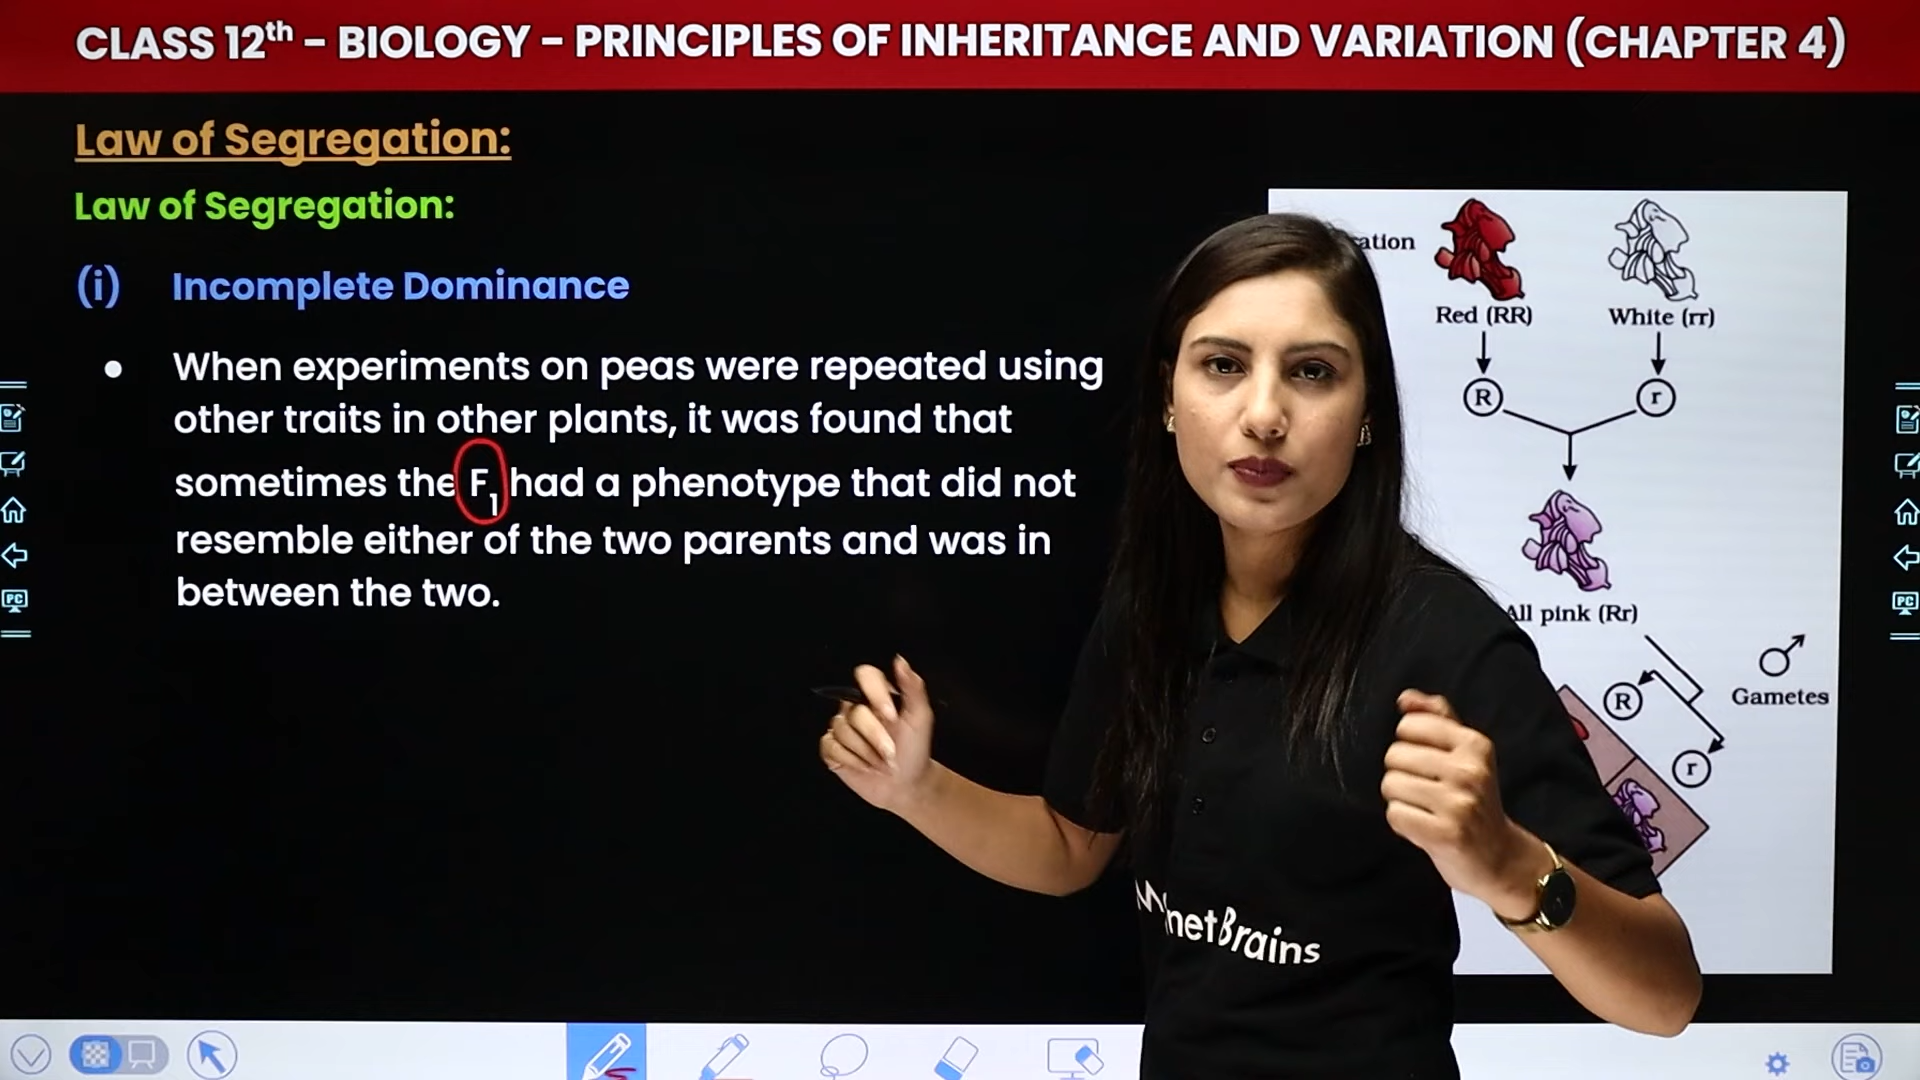 CLASS 12th – BIOLOGY – PRINCIPLES OF INHERITANCE AND VARIATION (CHAPTER 4)
Law of Segregation:
Law of Segregation:
(i) Incomplete Dominance
• When experiments on peas were repeated using
other traits in other plants, it was found that
sometimes the F1 had a phenotype that did not
resemble either of the two parents and was in
between the two.
ation
Red (RR) White (rr)
R r
All pink (Rr)
R
Gametes
r
PC
PC
netBrains